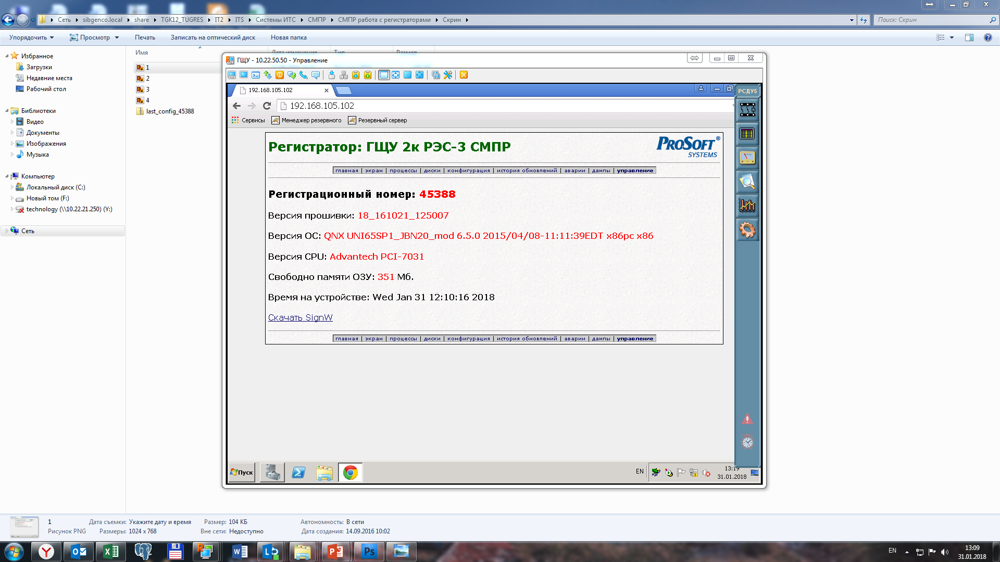 Сеть ▸ sibgenco.local ▸ share ▸ TGK12_TUGRES ▸ IT2 ▸ ITS ▸ Системы ИТС ▸ СМПР ▸ СМПР работа с регистраторами ▸ Скрин ▸
Поиск: Скрин
Упорядочить Просмотр Печать Записать на оптический диск Новая папка
Имя Дата изменения Тип Размер
Избранное
Загрузки
Недавние места
Рабочий стол
Библиотеки
Видео
Документы
Изображения
Музыка
Компьютер
Локальный диск (C:)
Новый том (F:)
technology (\\10.22.21.250) (Y:)
Сеть
1
2
3
4
last_config_45388
ГЩУ - 10.22.50.50 - Управление
192.168.105.102
РСДУ5
192.168.105.102
Сервисы Менеджер резервного Резервный сервер
Регистратор: ГЩУ 2к РЭС-3 СМПР
PROSOFT®
SYSTEMS
главная | экран | процессы | диски | конфигурация | история обновлений | аварии | дампы | управление
Регистрационный номер: 45388
Версия прошивки: 18_161021_125007
Версия ОС: QNX UNI65SP1_JBN20_mod 6.5.0 2015/04/08-11:11:39EDT x86pc x86
Версия CPU: Advantech PCI-7031
Свободно памяти ОЗУ: 351 Мб.
Время на устройстве: Wed Jan 31 12:10:16 2018
Скачать SignW
главная | экран | процессы | диски | конфигурация | история обновлений | аварии | дампы | управление
Пуск
EN
13:19
31.01.2018
1 Дата съемки: Укажите дату и время Размер: 104 КБ Автономность: В сети
Рисунок PNG Размеры: 1024 x 768 Вне сети: Недоступно Дата создания: 14.09.2016 10:02
EN
13:09
31.01.2018